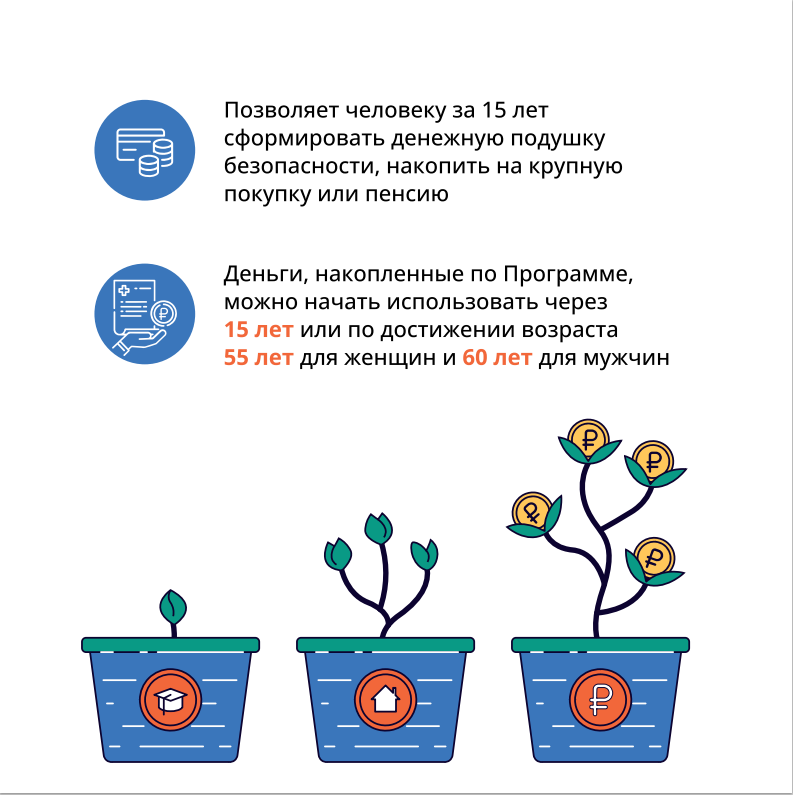 Позволяет человеку за 15 лет
сформировать денежную подушку
безопасности, накопить на крупную
покупку или пенсию
Деньги, накопленные по Программе,
можно начать использовать через
15 лет или по достижении возраста
55 лет для женщин и 60 лет для мужчин